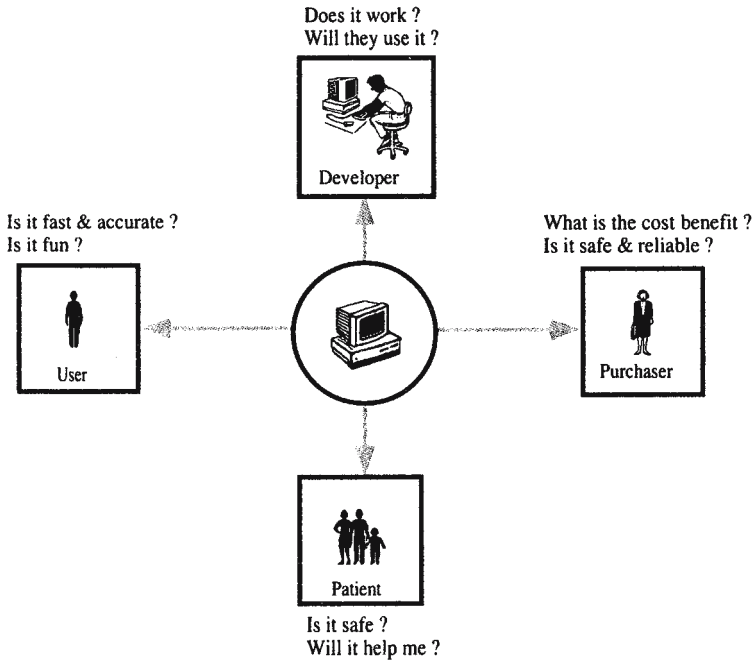 Does it work ?
Will they use it ?
Developer
Is it fast & accurate ?
Is it fun ?
User
What is the cost benefit ?
Is it safe & reliable ?
Purchaser
Patient
Is it safe ?
Will it help me ?